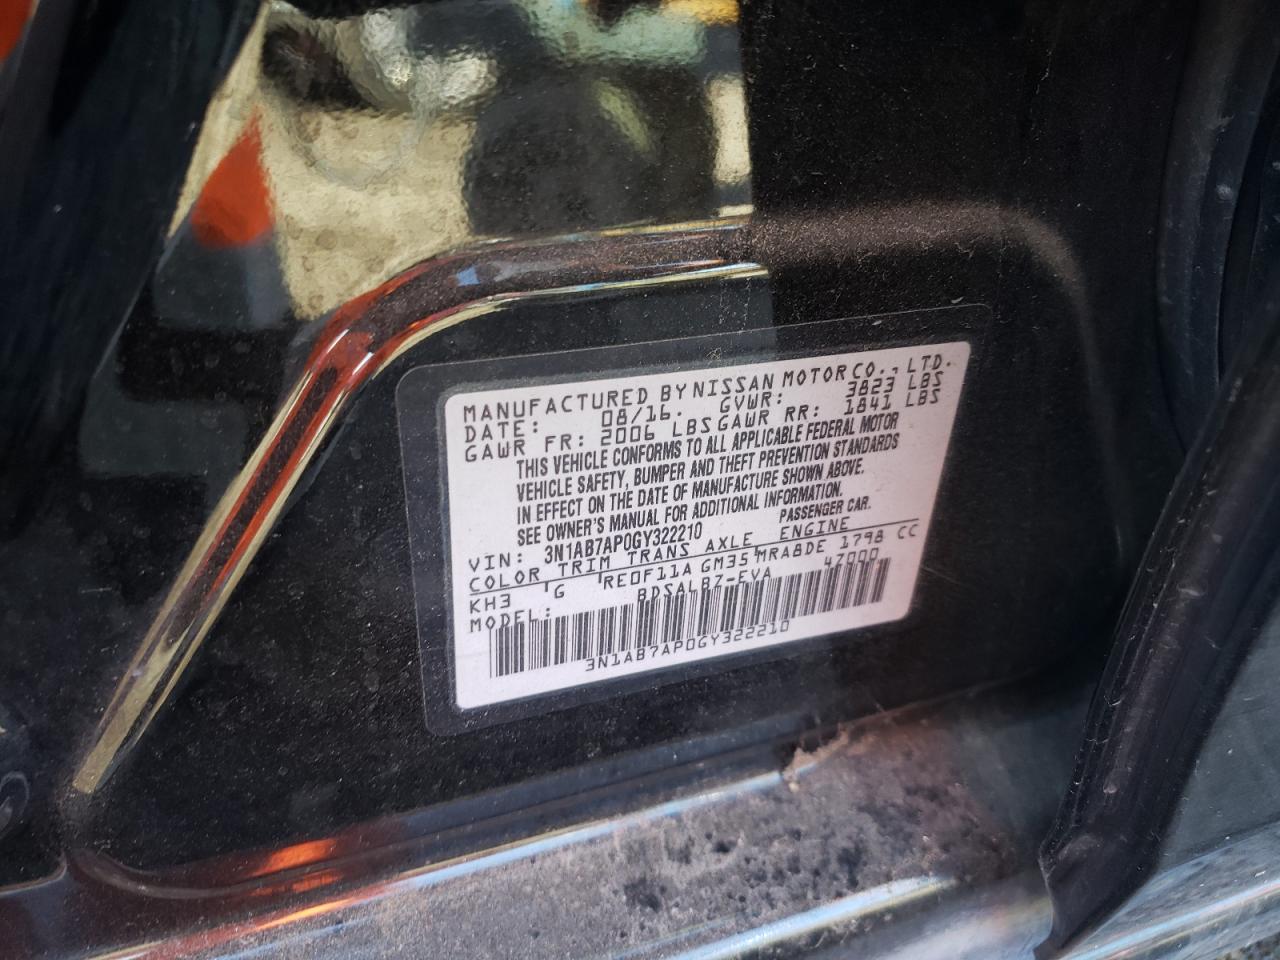 MANUFACTURED BY NISSAN MOTOR CO., LTD.
DATE: 08/16. GVWR: 3823 LBS
GAWR FR: 2006 LBS GAWR RR: 1841 LBS
THIS VEHICLE CONFORMS TO ALL APPLICABLE FEDERAL MOTOR
VEHICLE SAFETY, BUMPER AND THEFT PREVENTION STANDARDS
IN EFFECT ON THE DATE OF MANUFACTURE SHOWN ABOVE.
SEE OWNER'S MANUAL FOR ADDITIONAL INFORMATION.
VIN: 3N1AB7AP0GY322210 PASSENGER CAR.
COLOR TRIM TRANS AXLE ENGINE
KH3 G RE0F11A GM35 MRA8DE 1798 CC
MODEL: BDSALBZ-EVA 42000
3N1AB7AP0GY322210